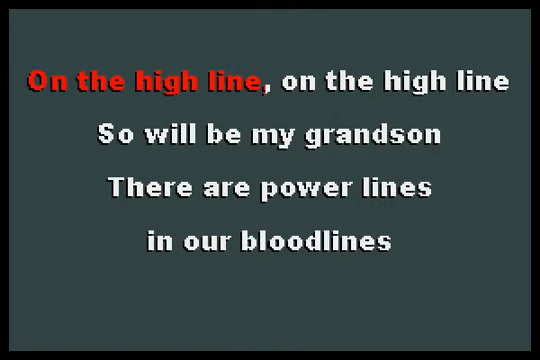 On the high line, on the high line
So will be my grandson
There are power lines
in our bloodlines